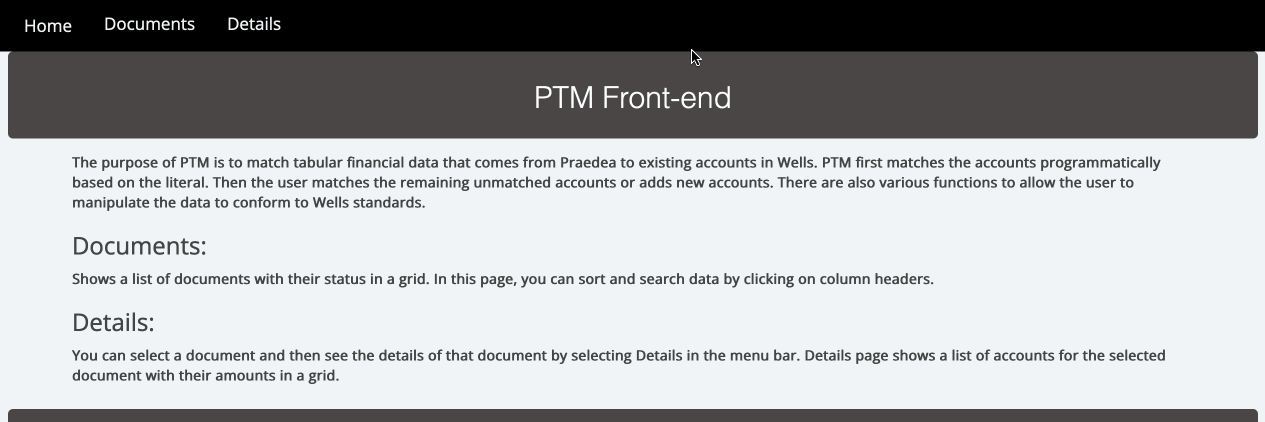 Home Documents Details
PTM Front-end
The purpose of PTM is to match tabular financial data that comes from Praedea to existing accounts in Wells. PTM first matches the accounts programmatically
based on the literal. Then the user matches the remaining unmatched accounts or adds new accounts. There are also various functions to allow the user to
manipulate the data to conform to Wells standards.
Documents:
Shows a list of documents with their status in a grid. In this page, you can sort and search data by clicking on column headers.
Details:
You can select a document and then see the details of that document by selecting Details in the menu bar. Details page shows a list of accounts for the selected
document with their amounts in a grid.